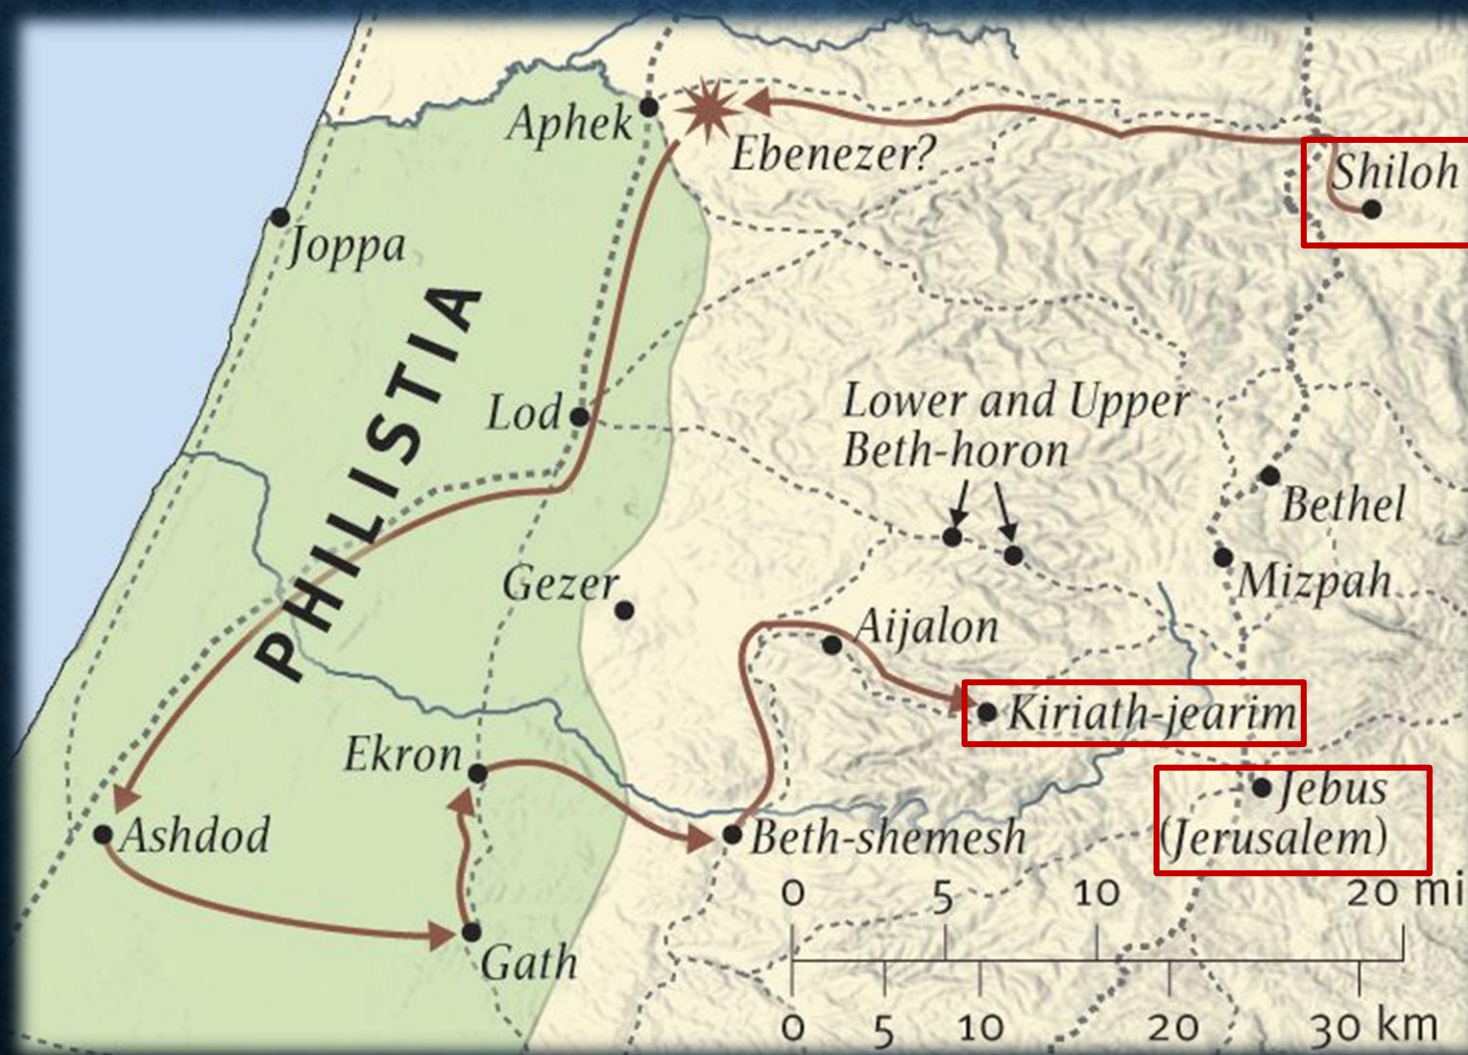 Aphek
Ebenezer?
Shiloh
Joppa
PHILISTIA
Lod
Lower and Upper
Beth-horon
Bethel
Mizpah
Gezer
Aijalon
Kiriath-jearim
Ekron
Jebus
(Jerusalem)
Ashdod
Beth-shemesh
Gath
0 5 10 20 mi
0 5 10 20 30 km